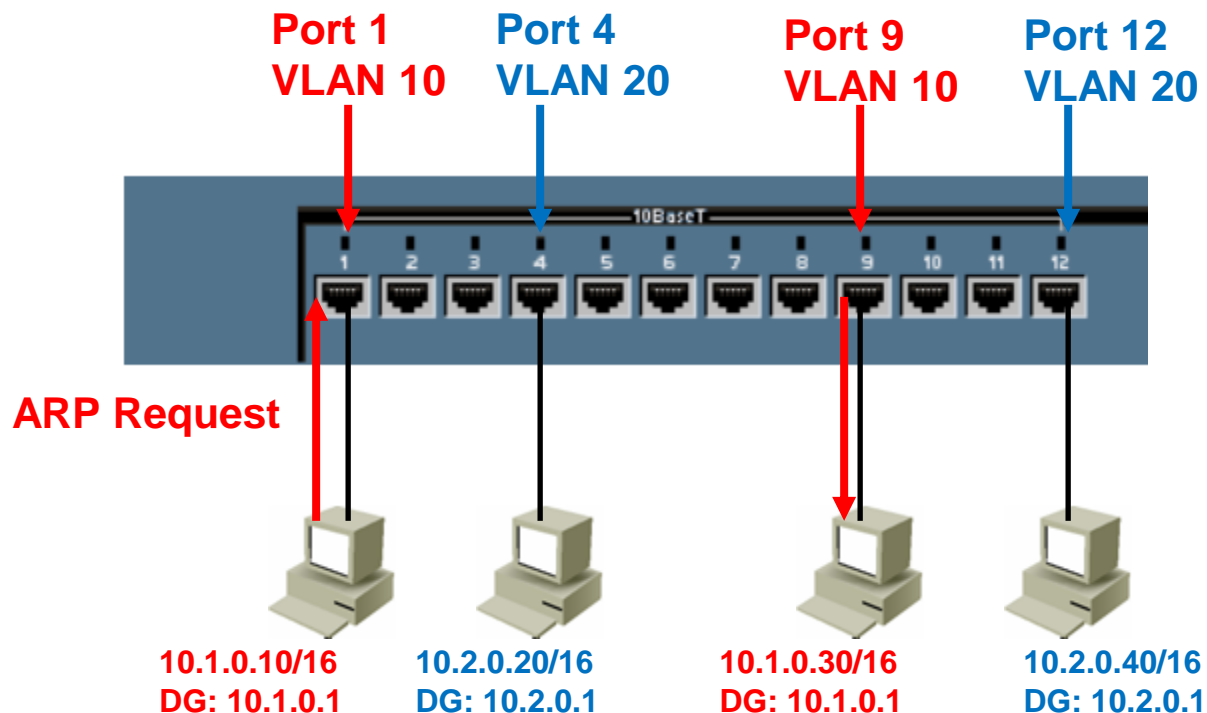 Port 1
VLAN 10
Port 4
VLAN 20
Port 9
VLAN 10
Port 12
VLAN 20
10BaseT
1 2 3 4 5 6 7 8 9 10 11 12
ARP Request
10.1.0.10/16
DG: 10.1.0.1
10.2.0.20/16
DG: 10.2.0.1
10.1.0.30/16
DG: 10.1.0.1
10.2.0.40/16
DG: 10.2.0.1